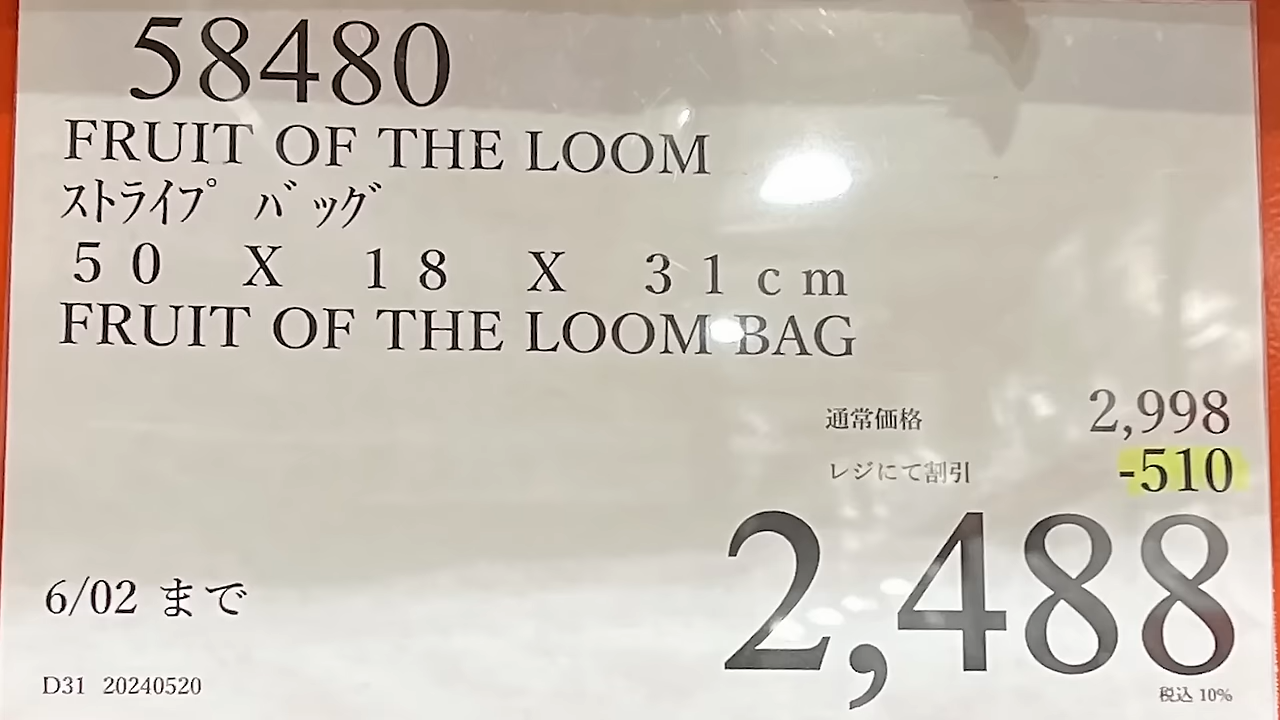 58480
FRUIT OF THE LOOM
ｽﾄﾗｲﾌﾟ ﾊﾞｯｸﾞ
５０　Ｘ　１８　Ｘ　３１ｃｍ
FRUIT OF THE LOOM BAG
通常価格 2,998
レジにて割引 -510
2,488
6/02 まで
D31 20240520
税込 10%